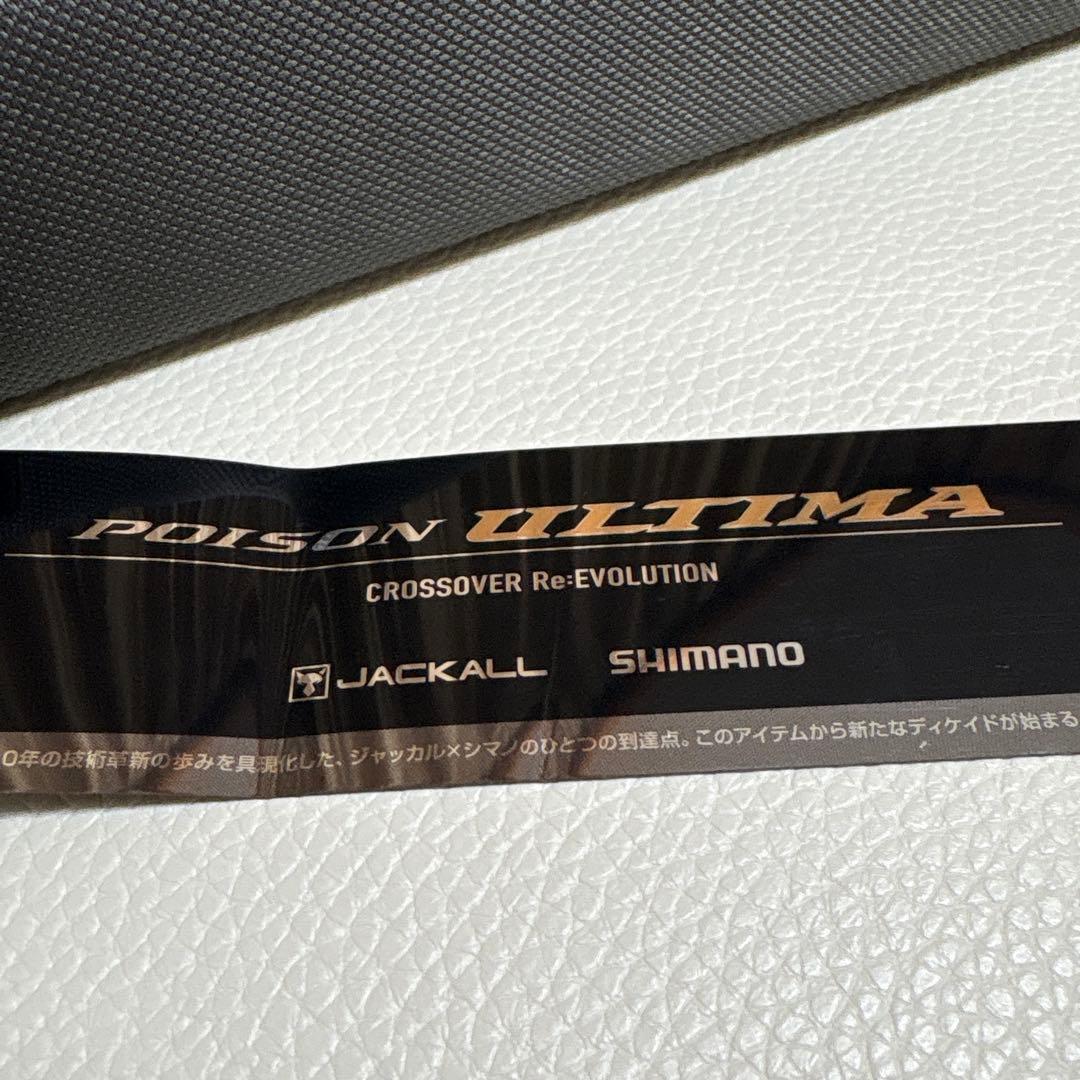 POISON ULTIMA
CROSSOVER Re:EVOLUTION
JACKALL SHIMANO
0年の技術革新の歩みを具現化した、ジャッカル×シマノのひとつの到達点。このアイテムから新たなディケイドが始まる